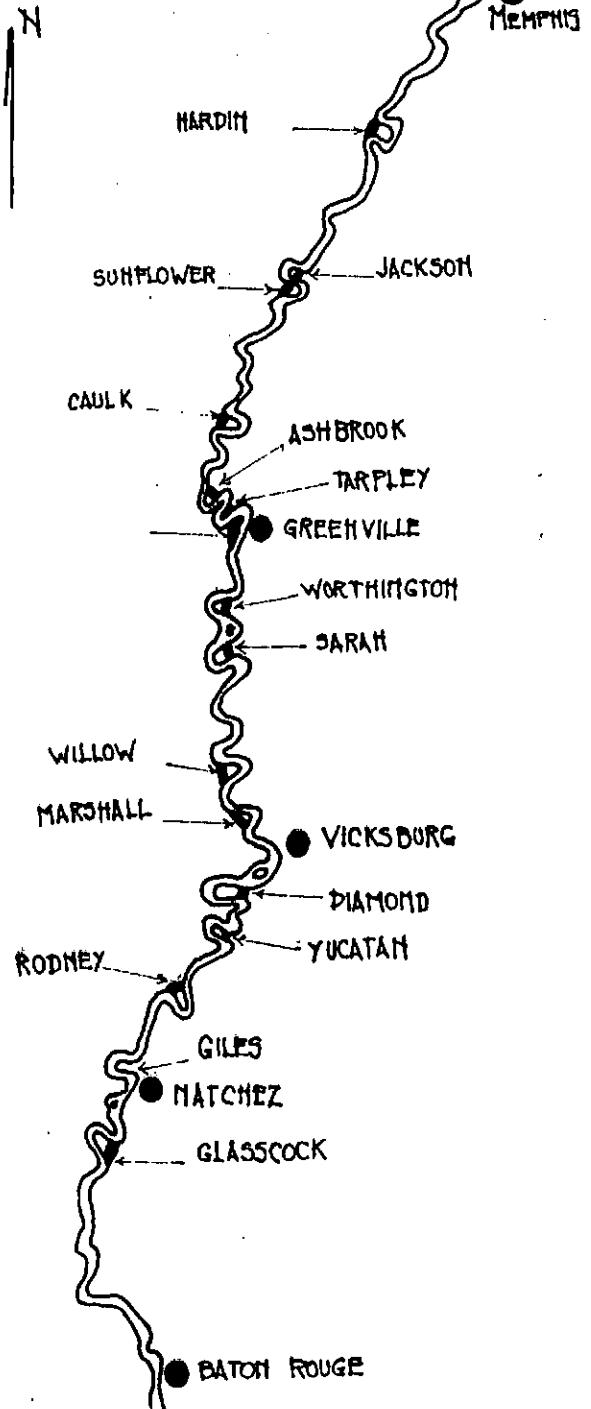 N
MEMPHIS
HARDIN
SUNFLOWER
JACKSON
CAULK
ASHBROOK
TARPLEY
GREENVILLE
WORTHINGTON
SARAH
WILLOW
MARSHALL
VICKSBURG
DIAMOND
YUCATAN
RODNEY
GILES
NATCHEZ
GLASSCOCK
BATON ROUGE